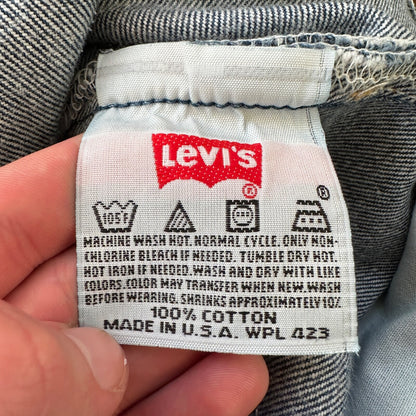 Levi's
®
®
105F
MACHINE WASH HOT. NORMAL CYCLE. ONLY NON-
CHLORINE BLEACH IF NEEDED. TUMBLE DRY HOT.
HOT IRON IF NEEDED. WASH AND DRY WITH LIKE
COLORS. COLOR MAY TRANSFER WHEN NEW. WASH
BEFORE WEARING. SHRINKS APPROXIMATELY 10%
100% COTTON
MADE IN U.S.A. WPL 423